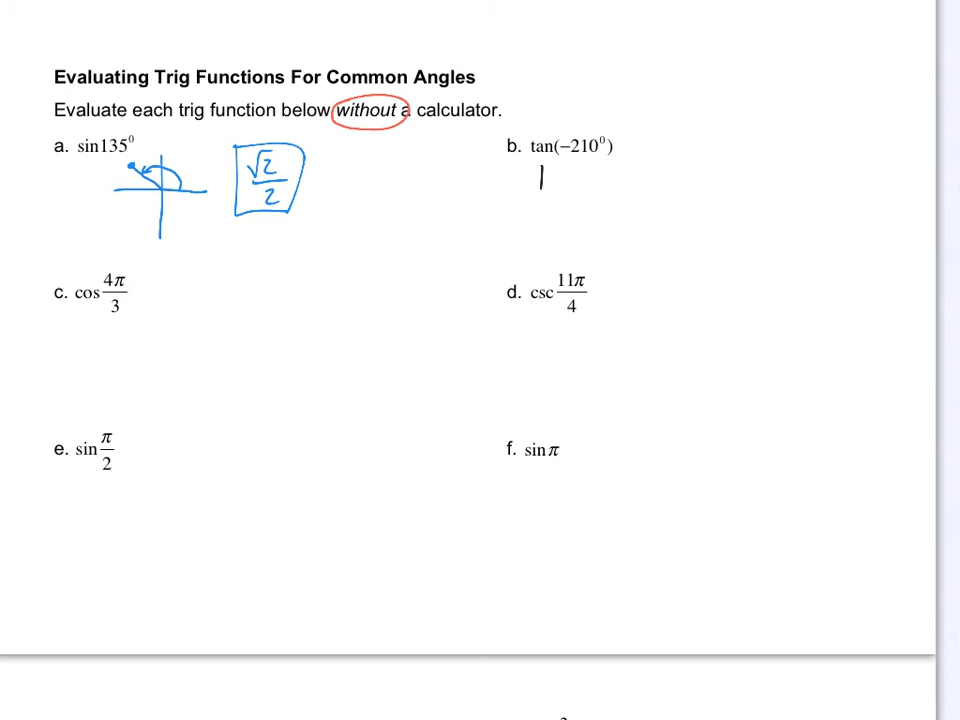 Evaluating Trig Functions For Common Angles
Evaluate each trig function below without a calculator.
a. sin135⁰
√2/2
b. tan(−210⁰)
c. cos 4π/3
d. csc 11π/4
e. sin π/2
f. sin π